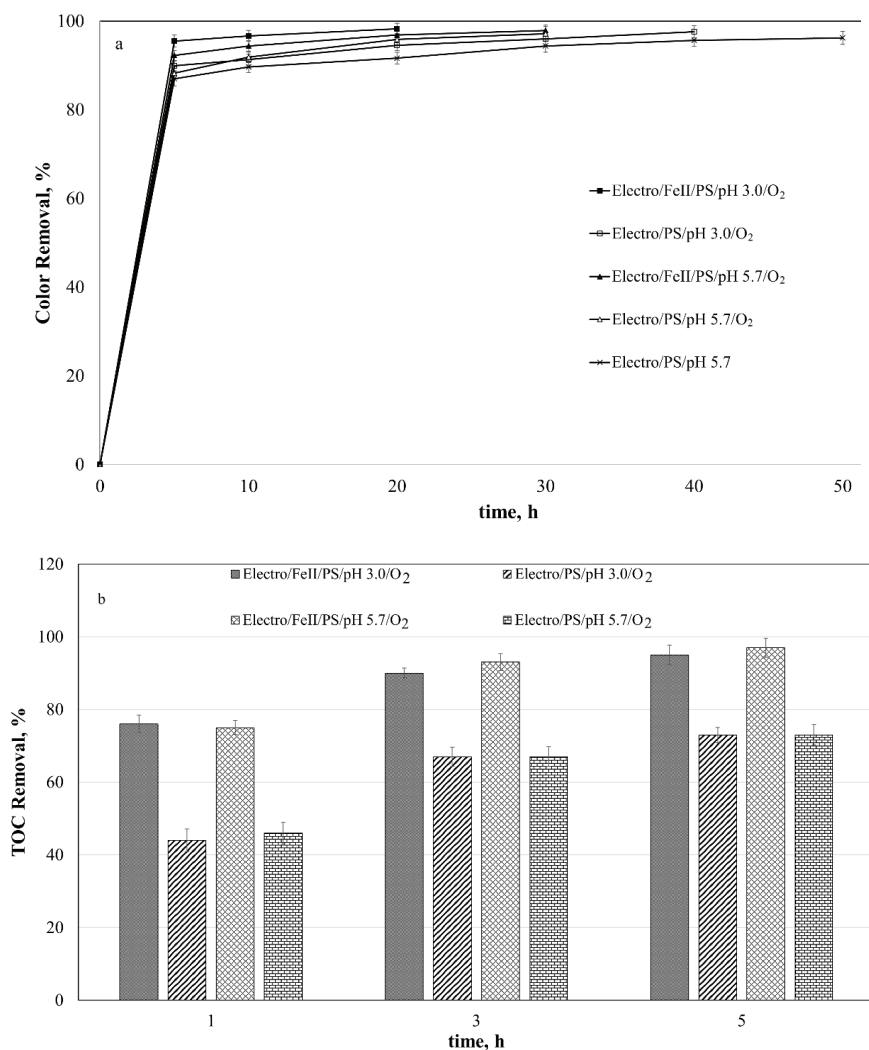 100
a
80
60
40
20
0
Color Removal, %
Electro/FeII/PS/pH 3.0/O₂
Electro/PS/pH 3.0/O₂
Electro/FeII/PS/pH 5.7/O₂
Electro/PS/pH 5.7/O₂
Electro/PS/pH 5.7
0 10 20 30 40 50
time, h
120
b
100
80
60
40
20
0
TOC Removal, %
Electro/FeII/PS/pH 3.0/O₂ Electro/PS/pH 3.0/O₂
Electro/FeII/PS/pH 5.7/O₂ Electro/PS/pH 5.7/O₂
1 3 5
time, h